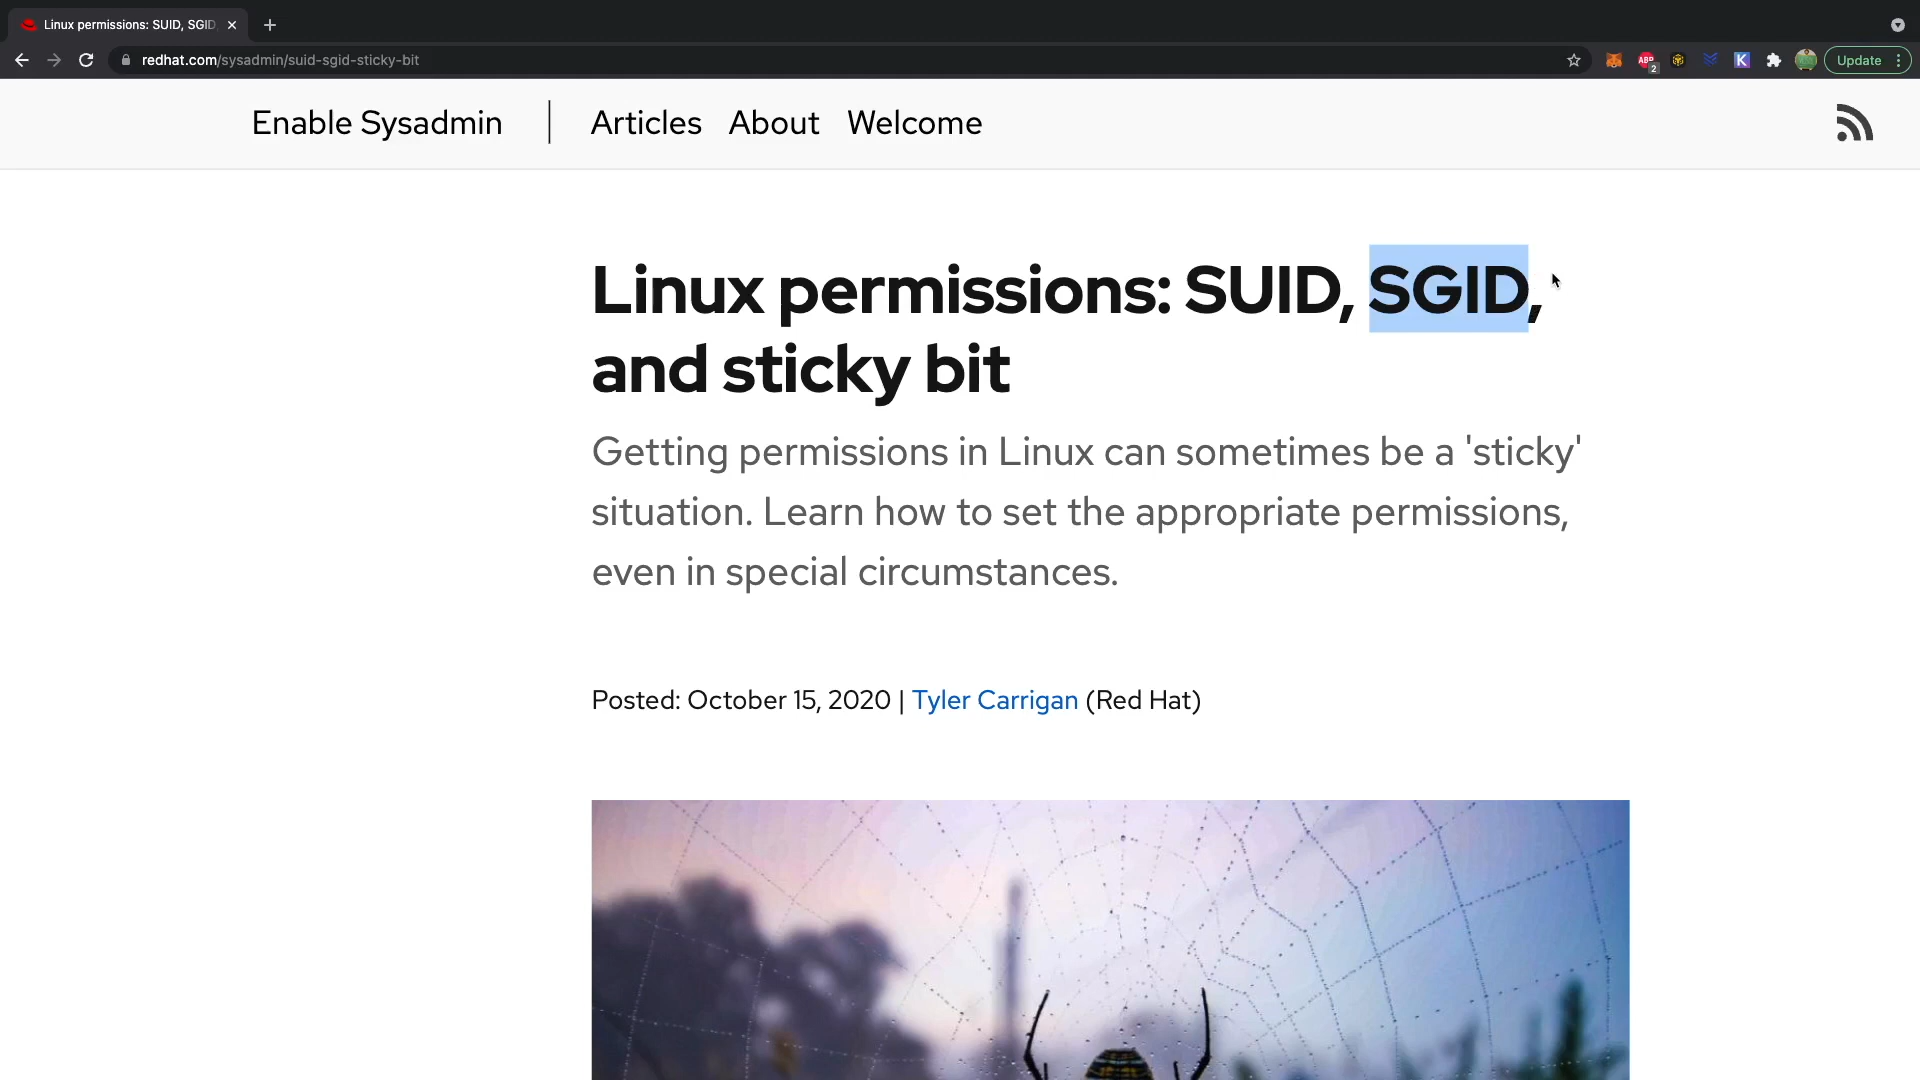 Linux permissions: SUID, SGID
redhat.com/sysadmin/suid-sgid-sticky-bit
ABP
2
K
Update
Enable Sysadmin
Articles About Welcome
Linux permissions: SUID, SGID,
and sticky bit
Getting permissions in Linux can sometimes be a 'sticky'
situation. Learn how to set the appropriate permissions,
even in special circumstances.
Posted: October 15, 2020 | Tyler Carrigan (Red Hat)